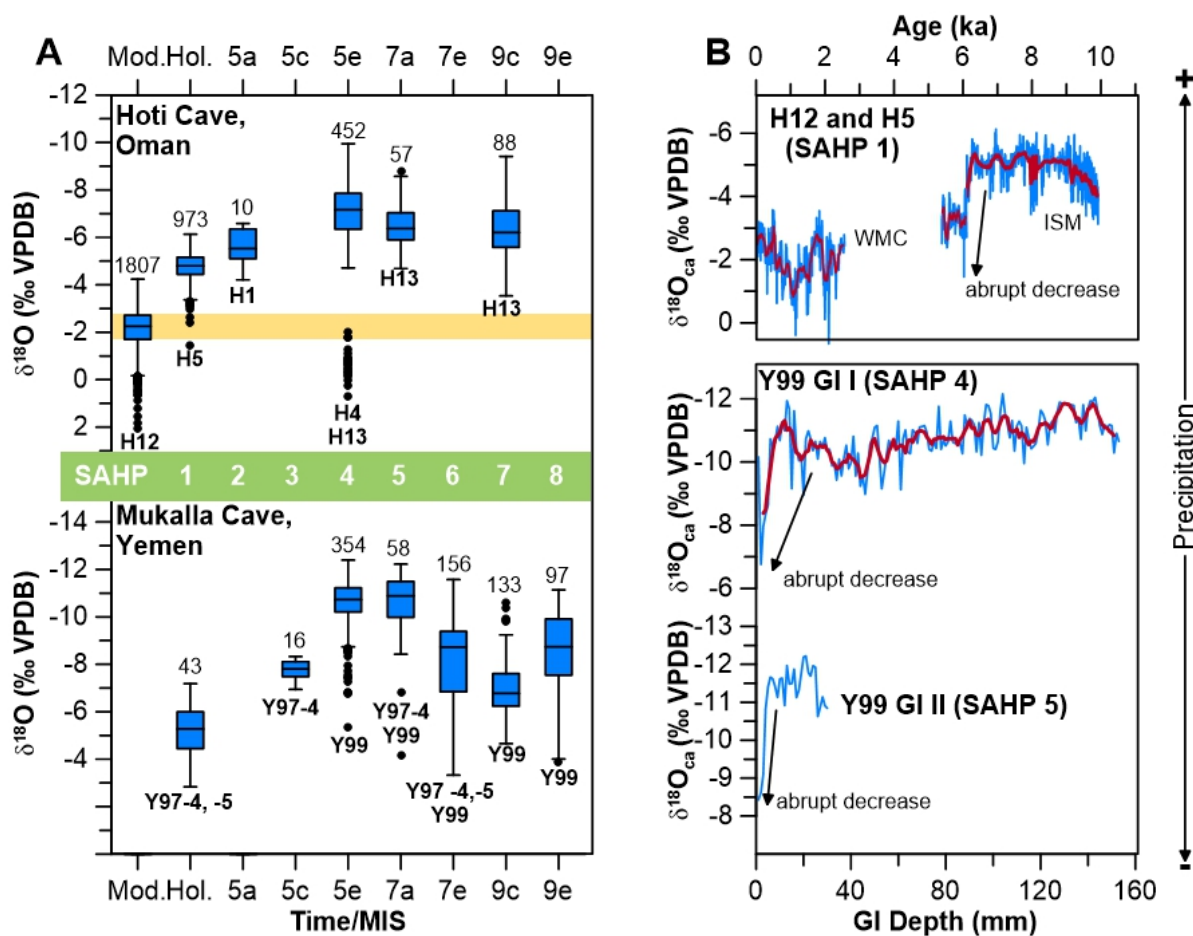 A
Mod. Hol. 5a 5c 5e 7a 7e 9c 9e
Hoti Cave,
Oman
-12
-10
-8
-6
-4
-2
0
2
δ18O (‰ VPDB)
1807
973
10
452
57
88
H12
H5
H1
H4
H13
H13
H13
SAHP 1 2 3 4 5 6 7 8
Mukalla Cave,
Yemen
-14
-12
-10
-8
-6
-4
δ18O (‰ VPDB)
43
16
354
58
156
133
97
Y97-4, -5
Y97-4
Y99
Y97-4
Y99
Y97 -4,-5
Y99
Y99
Y99
Mod. Hol. 5a 5c 5e 7a 7e 9c 9e
Time/MIS
B
Age (ka)
0 2 4 6 8 10
H12 and H5
(SAHP 1)
-6
-4
-2
0
δ18Oca (‰ VPDB)
WMC
ISM
abrupt decrease
Y99 GI I (SAHP 4)
-12
-10
-8
-6
δ18Oca (‰ VPDB)
abrupt decrease
-13
-12
-11
-10
-9
-8
δ18Oca (‰ VPDB)
Y99 GI II (SAHP 5)
abrupt decrease
0 40 80 120 160
GI Depth (mm)
+
Precipitation
-